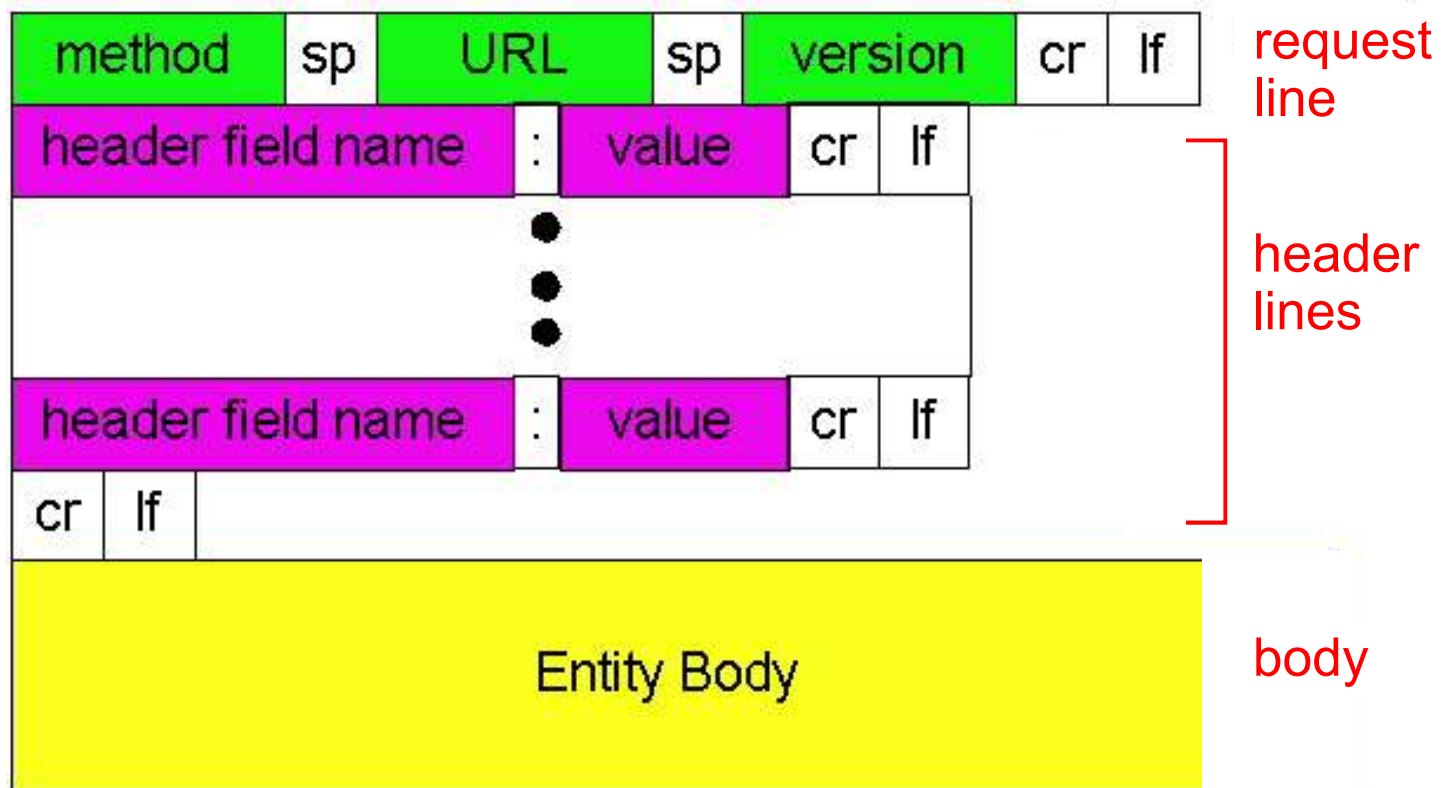 method sp URL sp version cr lf
request
line
header field name : value cr lf
header
lines
header field name : value cr lf
cr lf
Entity Body
body